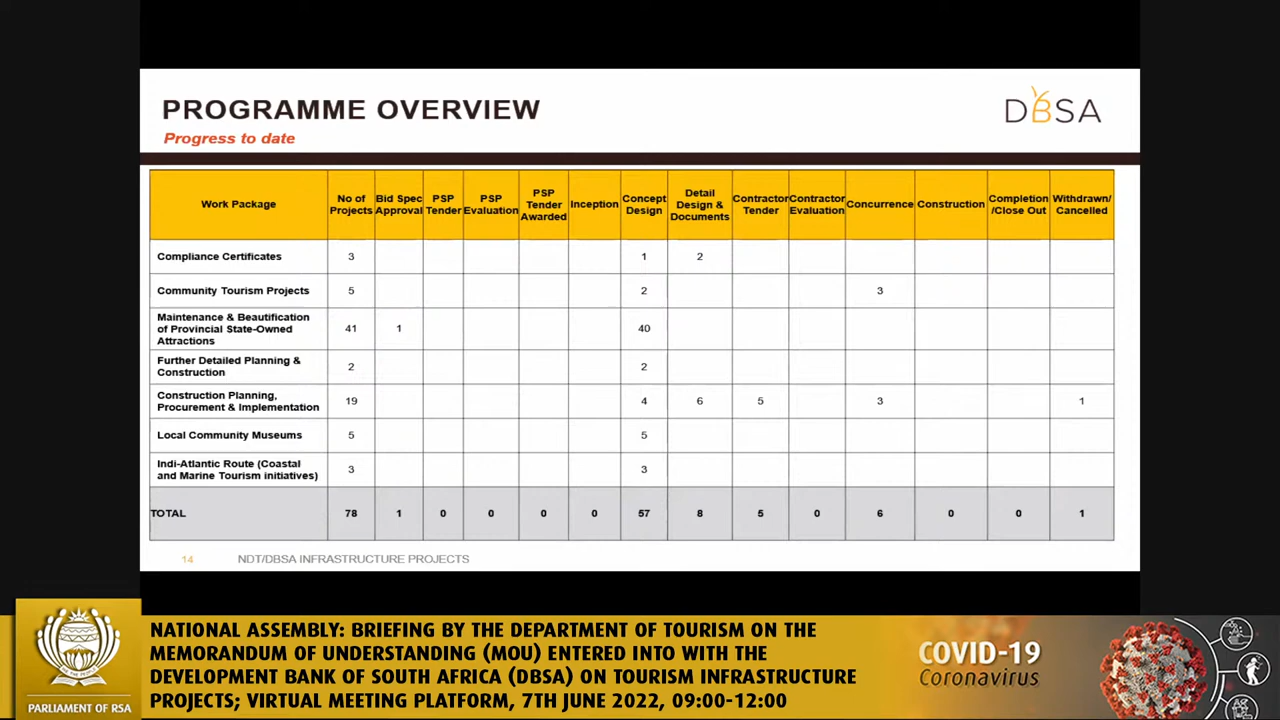 PROGRAMME OVERVIEW
DBSA
Progress to date
Work Package No of Projects Bid Spec Approval PSP Tender PSP Evaluation PSP Tender Awarded Inception Concept Design Detail Design & Documents Contractor Tender Contractor Evaluation Concurrence Construction Completion /Close Out Withdrawn/ Cancelled
Compliance Certificates 3 1 2
Community Tourism Projects 5 2 3
Maintenance & Beautification of Provincial State-Owned Attractions 41 1 40
Further Detailed Planning & Construction 2 2
Construction Planning, Procurement & Implementation 19 4 6 5 3 1
Local Community Museums 5 5
Indi-Atlantic Route (Coastal and Marine Tourism initiatives) 3 3
TOTAL 78 1 0 0 0 0 57 8 5 0 6 0 0 1
14 NDT/DBSA INFRASTRUCTURE PROJECTS
NATIONAL ASSEMBLY: BRIEFING BY THE DEPARTMENT OF TOURISM ON THE
MEMORANDUM OF UNDERSTANDING (MOU) ENTERED INTO WITH THE
DEVELOPMENT BANK OF SOUTH AFRICA (DBSA) ON TOURISM INFRASTRUCTURE
PROJECTS; VIRTUAL MEETING PLATFORM, 7TH JUNE 2022, 09:00-12:00
PARLIAMENT OF RSA
COVID-19
Coronavirus